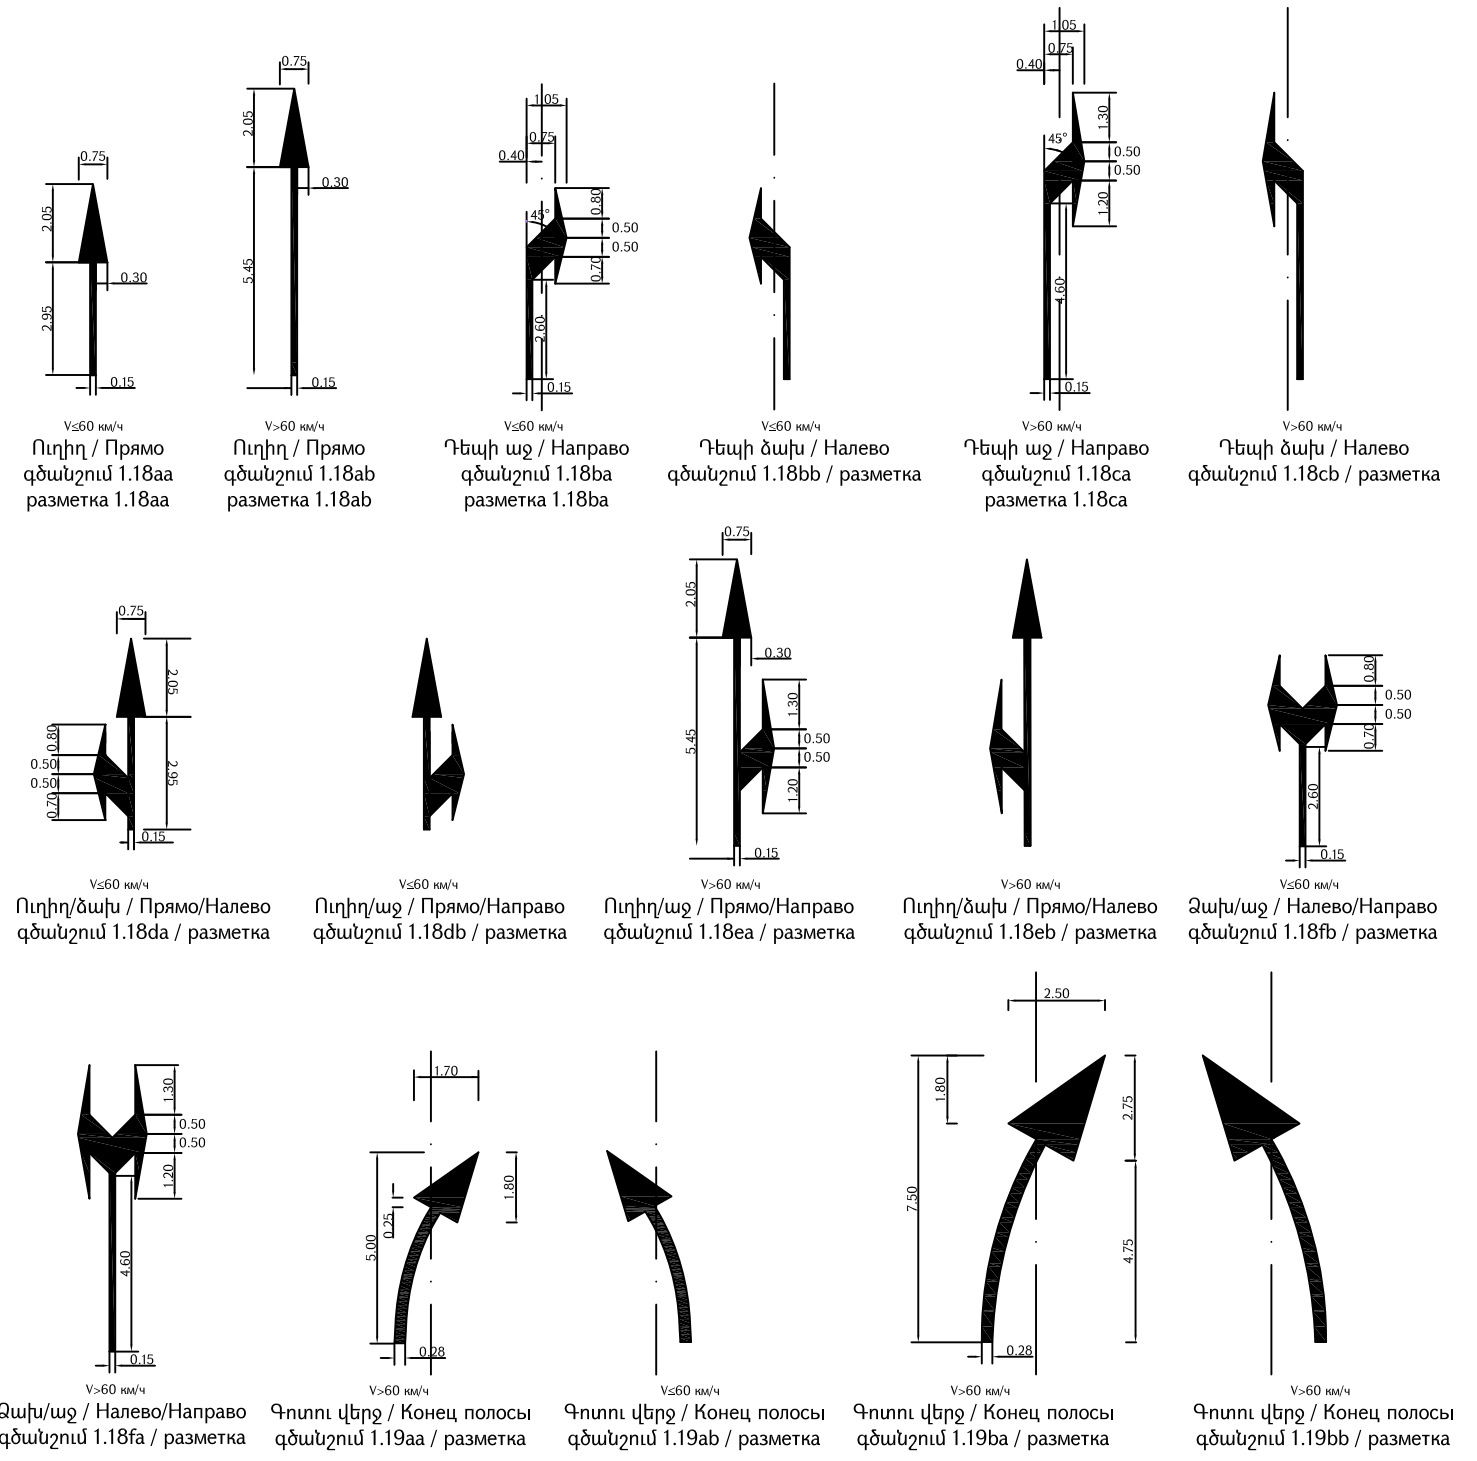 0.75
2.05
2.95
0.30
0.15
V≤60 км/ч
Ուղիղ / Прямо
գծանշում 1.18aa
разметка 1.18aa
0.75
2.05
5.45
0.30
0.15
V>60 км/ч
Ուղիղ / Прямо
գծանշում 1.18ab
разметка 1.18ab
1.05
0.75
0.40
45°
0.80
0.50
0.50
0.70
2.60
0.15
V≤60 км/ч
Դեպի աջ / Направо
գծանշում 1.18ba
разметка 1.18ba
V≤60 км/ч
Դեպի ձախ / Налево
գծանշում 1.18bb / разметка
1.05
0.75
0.40
45°
1.30
0.50
0.50
1.20
4.60
0.15
V>60 км/ч
Դեպի աջ / Направо
գծանշում 1.18ca
разметка 1.18ca
V>60 км/ч
Դեպի ձախ / Налево
գծանշում 1.18cb / разметка
0.75
2.05
2.95
0.80
0.50
0.50
0.70
0.15
V≤60 км/ч
Ուղիղ/ձախ / Прямо/Налево
գծանշում 1.18da / разметка
V≤60 км/ч
Ուղիղ/աջ / Прямо/Направо
գծանշում 1.18db / разметка
0.75
2.05
0.30
5.45
1.30
0.50
0.50
1.20
0.15
V>60 км/ч
Ուղիղ/աջ / Прямо/Направо
գծանշում 1.18ea / разметка
V>60 км/ч
Ուղիղ/ձախ / Прямо/Налево
գծանշում 1.18eb / разметка
0.80
0.50
0.50
0.70
2.60
0.15
V≤60 км/ч
Ձախ/աջ / Налево/Направо
գծանշում 1.18fb / разметка
1.30
0.50
0.50
1.20
4.60
0.15
V>60 км/ч
Ձախ/աջ / Налево/Направо
գծանշում 1.18fa / разметка
1.70
1.80
0.25
5.00
0.28
V>60 км/ч
Գոտու վերջ / Конец полосы
գծանշում 1.19aa / разметка
V≤60 км/ч
Գոտու վերջ / Конец полосы
գծանշում 1.19ab / разметка
2.50
1.80
2.75
7.50
4.75
0.28
V>60 км/ч
Գոտու վերջ / Конец полосы
գծանշում 1.19ba / разметка
V>60 км/ч
Գոտու վերջ / Конец полосы
գծանշում 1.19bb / разметка